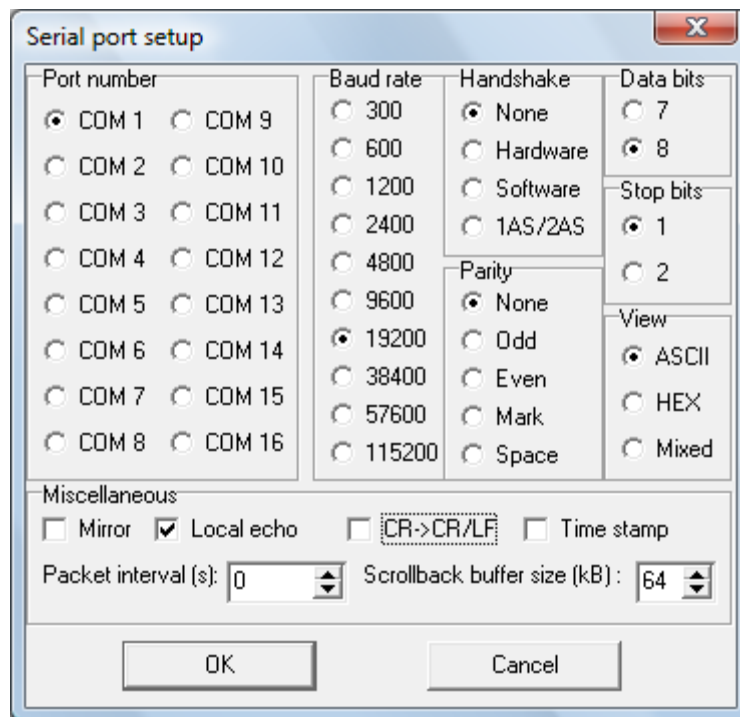 Serial port setup
Port number
COM 1 COM 9
COM 2 COM 10
COM 3 COM 11
COM 4 COM 12
COM 5 COM 13
COM 6 COM 14
COM 7 COM 15
COM 8 COM 16
Baud rate
300
600
1200
2400
4800
9600
19200
38400
57600
115200
Handshake
None
Hardware
Software
1AS/2AS
Parity
None
Odd
Even
Mark
Space
Data bits
7
8
Stop bits
1
2
View
ASCII
HEX
Mixed
Miscellaneous
Mirror Local echo CR->CR/LF Time stamp
Packet interval (s): 0 Scrollback buffer size (kB) : 64
OK Cancel